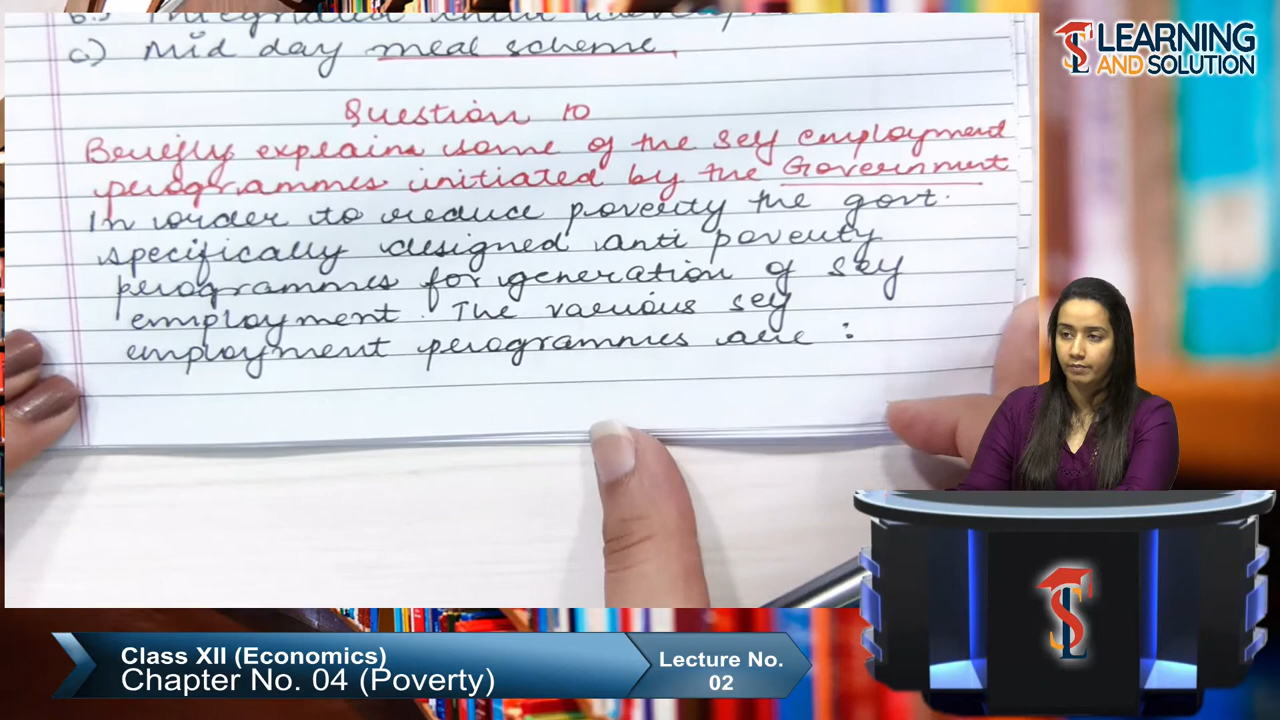 c) Mid day meal scheme.
Question 10
Briefly explain some of the self employment
programmes initiated by the Government
In order to reduce poverty the govt.
specifically designed anti poverty
programmes for generation of self
employment. The various self
employment programmes are :
LEARNING
AND SOLUTION
Class XII (Economics)
Chapter No. 04 (Poverty)
Lecture No.
02